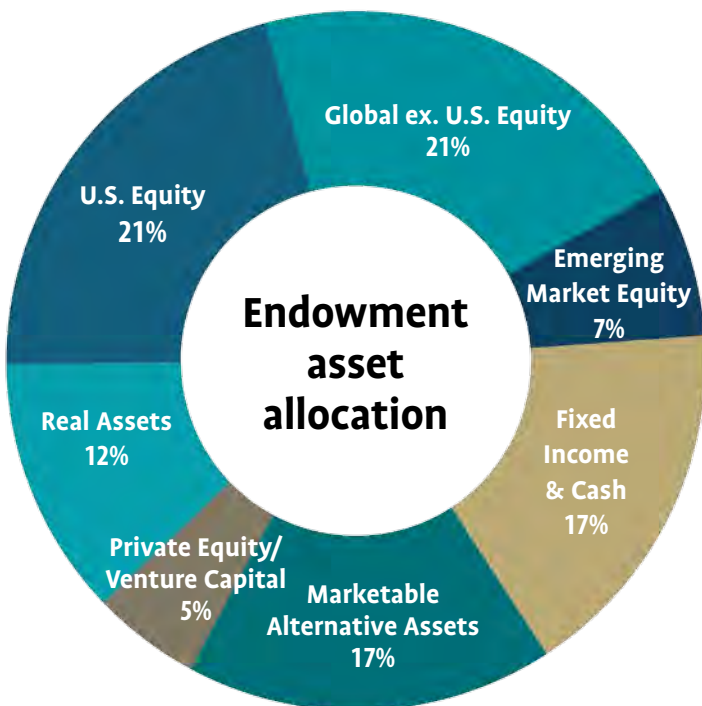 Endowment
asset
allocation
Global ex. U.S. Equity
21%
Emerging
Market Equity
7%
Fixed
Income
& Cash
17%
Marketable
Alternative Assets
17%
Private Equity/
Venture Capital
5%
Real Assets
12%
U.S. Equity
21%